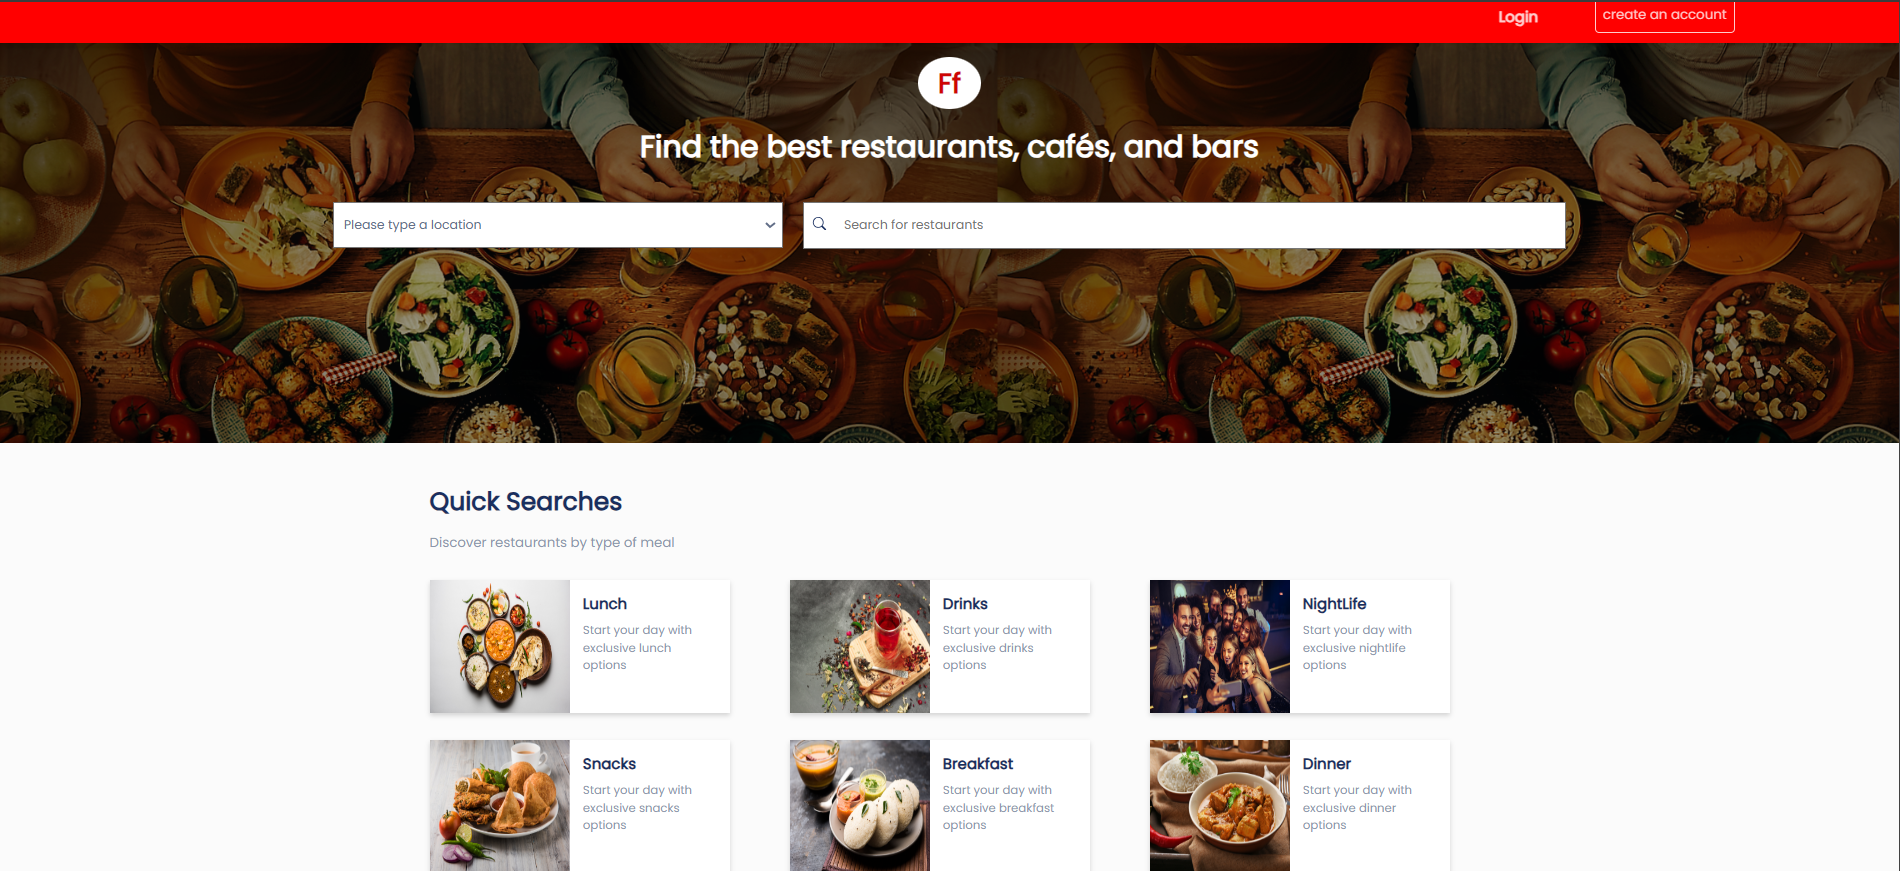 Login
create an account
Ff
Find the best restaurants, cafés, and bars
Please type a location
Search for restaurants
Quick Searches
Discover restaurants by type of meal
Lunch
Start your day with
exclusive lunch
options
Drinks
Start your day with
exclusive drinks
options
NightLife
Start your day with
exclusive nightlife
options
Snacks
Start your day with
exclusive snacks
options
Breakfast
Start your day with
exclusive breakfast
options
Dinner
Start your day with
exclusive dinner
options